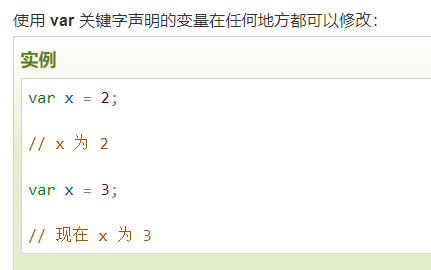 使用 var 关键字声明的变量在任何地方都可以修改：
实例
var x = 2;
// x 为 2
var x = 3;
// 现在 x 为 3